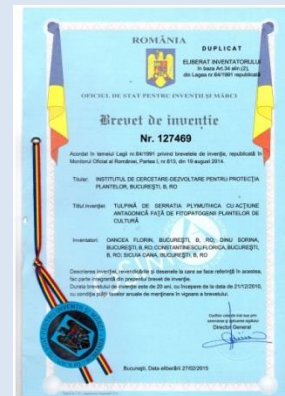 ROMÂNIA
DUPLICAT
ELIBERAT INVENTATORULUI
în baza Art.34 alin.(2),
din Legea nr.64/1991 republicată
OFICIUL DE STAT PENTRU INVENȚII ȘI MĂRCI
Brevet de invenție
Nr. 127469
Acordat în temeiul Legii nr.64/1991 privind brevetele de invenție, republicată în
Monitorul Oficial al României, Partea I, nr.613, din 19 august 2014.
Titular: INSTITUTUL DE CERCETARE-DEZVOLTARE PENTRU PROTECȚIA
PLANTELOR, BUCUREȘTI, B, RO
Titlul invenției: TULPINĂ DE SERRATIA PLYMUTHICA CU ACȚIUNE
ANTAGONICĂ FAȚĂ DE FITOPATOGENII PLANTELOR DE
CULTURĂ
Inventatori: OANCEA FLORIN, BUCUREȘTI, B, RO; DINU SORINA,
BUCUREȘTI, B, RO; CONSTANTINESCU FLORICA, BUCUREȘTI,
B, RO; SICUIA OANA, BUCUREȘTI, B, RO
Descrierea invenției, revendicările și desenele la care se face referință în acestea,
fac parte integrantă din prezentul brevet de invenție.
Durata brevetului de invenție este de 20 ani, cu începere de la data de 21/12/2010,
cu condiția plății taxelor anuale de menținere în vigoare a brevetului.
Director General
București, Data eliberării 27/02/2015